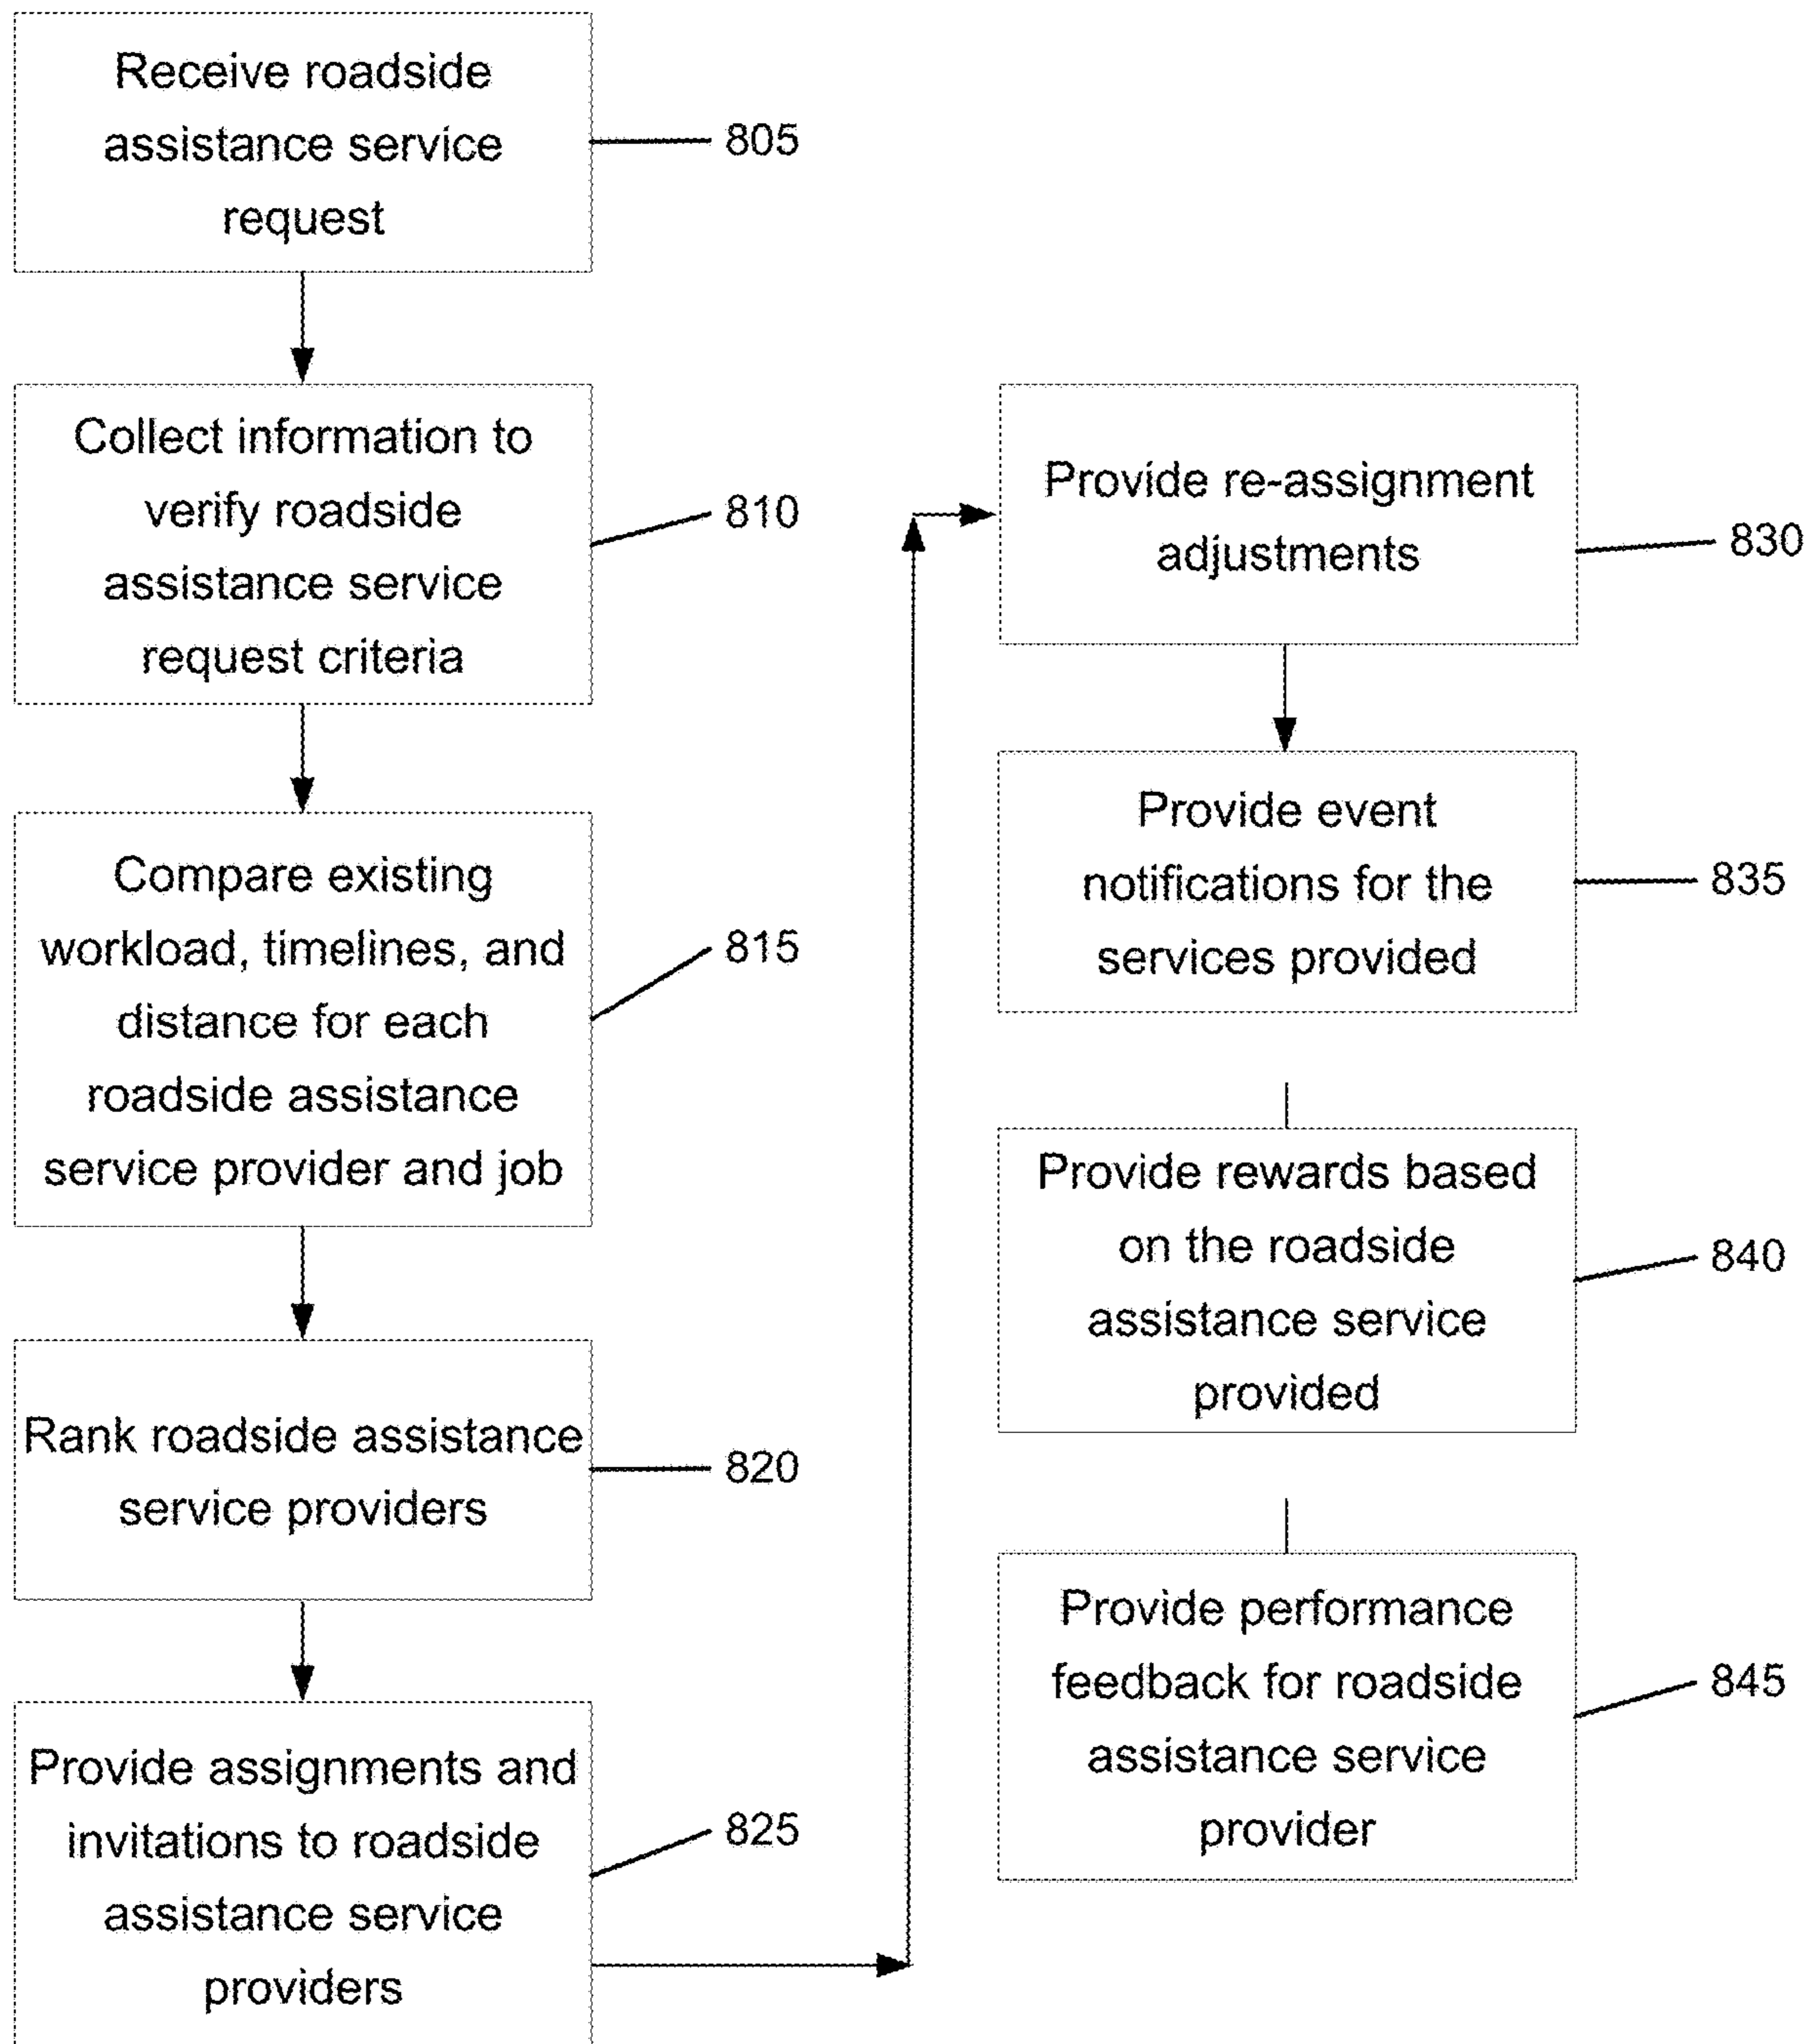 Receive roadside
assistance service
request
805
Collect information to
verify roadside
assistance service
request criteria
810
Compare existing
workload, timelines, and
distance for each
roadside assistance
service provider and job
815
Rank roadside assistance
service providers
820
Provide assignments and
invitations to roadside
assistance service
providers
825
Provide re-assignment
adjustments
830
Provide event
notifications for the
services provided
835
Provide rewards based
on the roadside
assistance service
provided
840
Provide performance
feedback for roadside
assistance service
provider
845